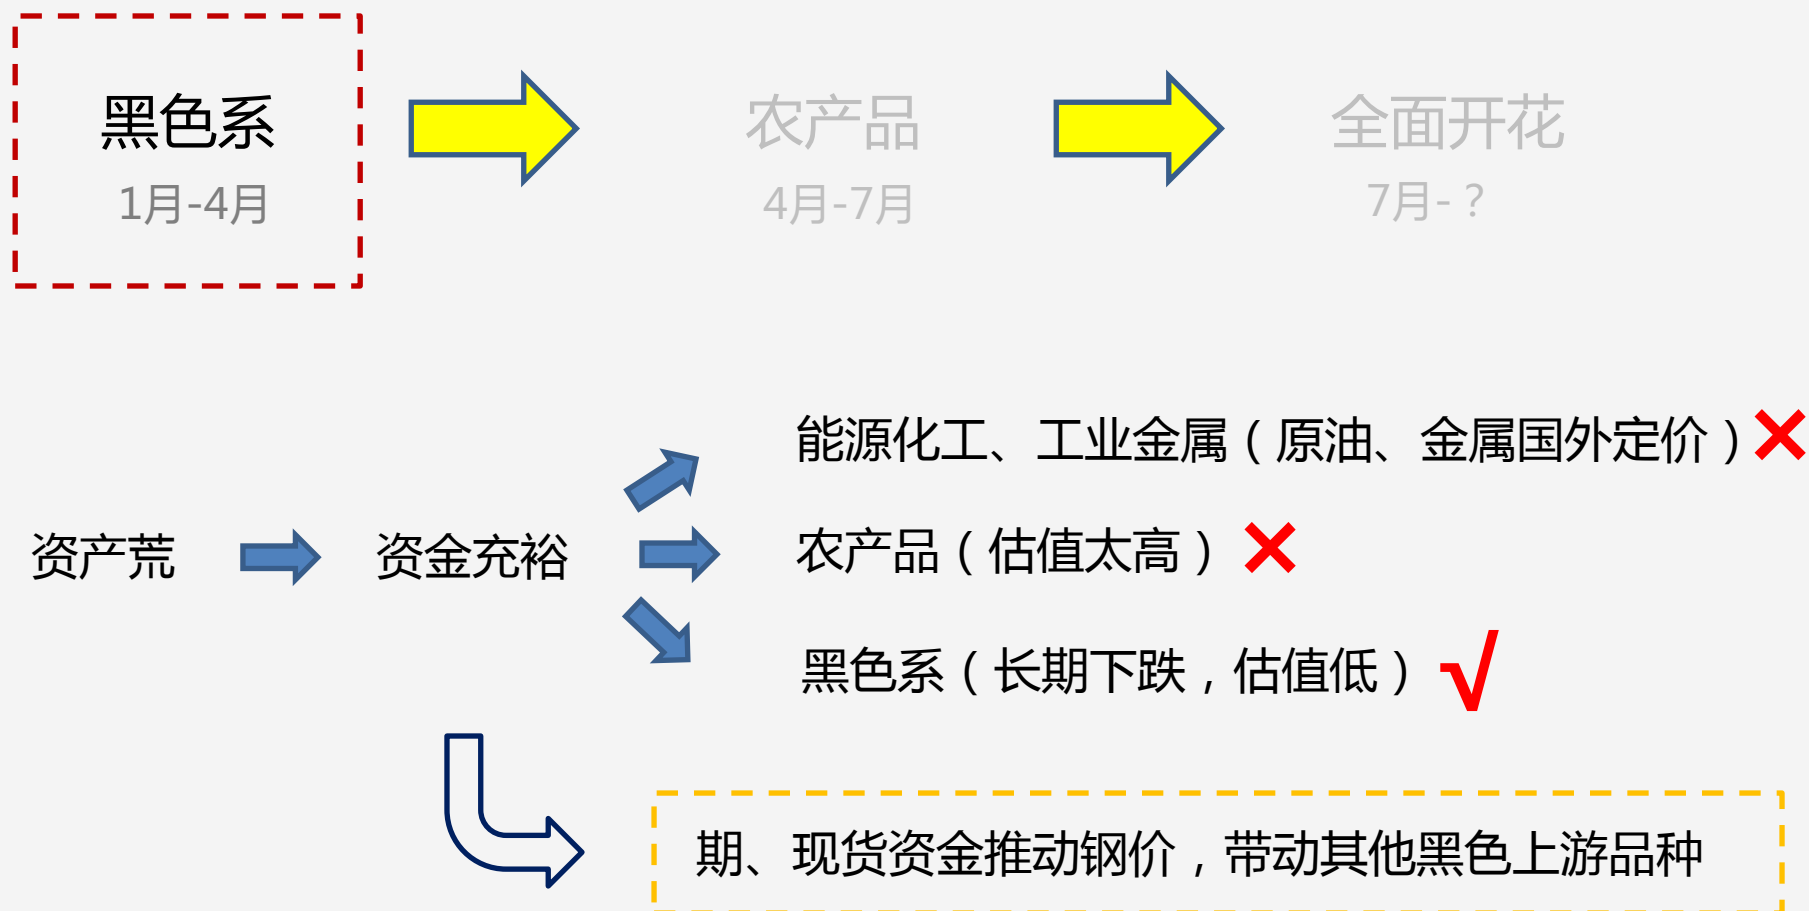 黑色系
农产品
全面开花
1月-4月
4月-7月
7月-？
能源化工、工业金属（原油、金属国外定价）
资产荒
资金充裕
农产品（估值太高）
黑色系（长期下跌，估值低）
期、现货资金推动钢价，带动其他黑色上游品种